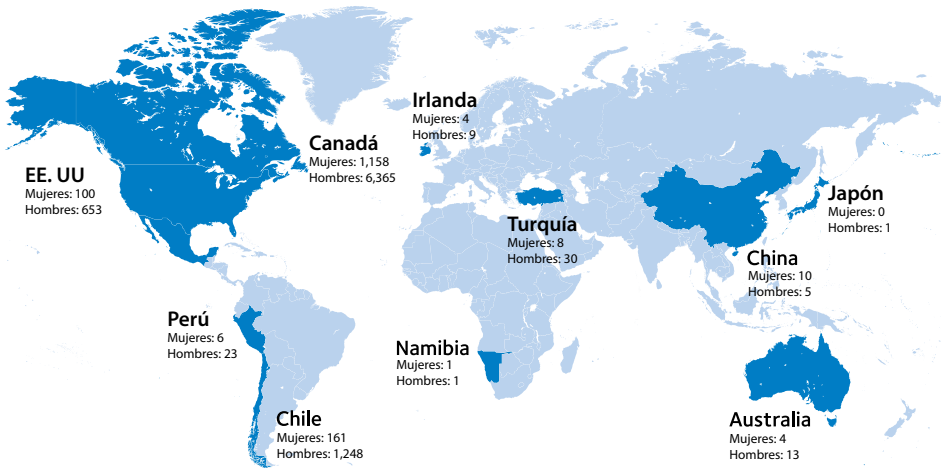 Irlanda
Mujeres: 4
Hombres: 9
Canadá
Mujeres: 1,158
Hombres: 6,365
EE. UU
Mujeres: 100
Hombres: 653
Japón
Mujeres: 0
Hombres: 1
Turquía
Mujeres: 8
Hombres: 30
China
Mujeres: 10
Hombres: 5
Perú
Mujeres: 6
Hombres: 23
Namibia
Mujeres: 1
Hombres: 1
Chile
Mujeres: 161
Hombres: 1,248
Australia
Mujeres: 4
Hombres: 13